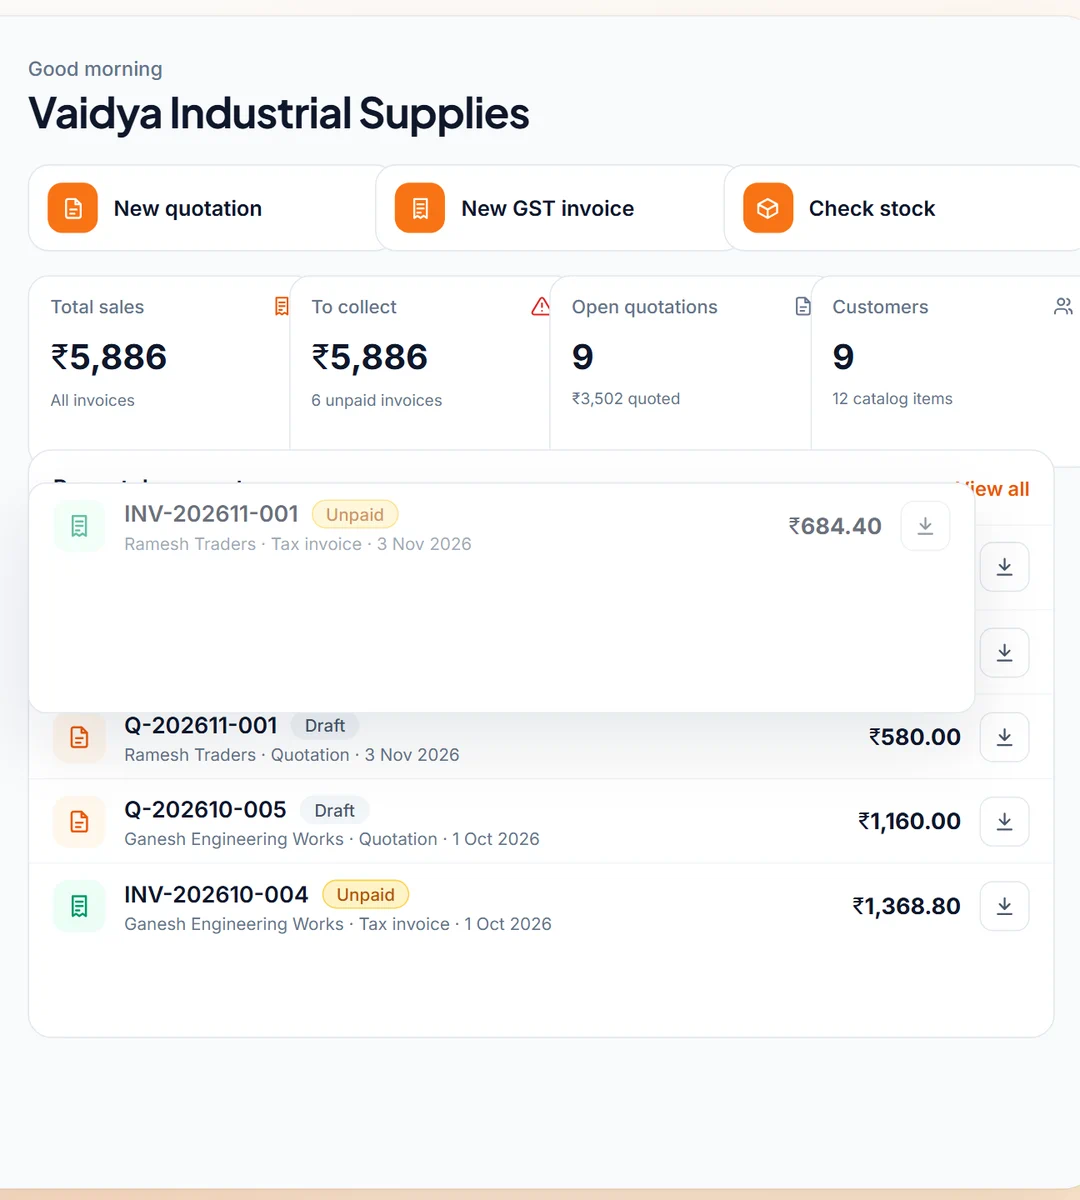 Good morning
Vaidya Industrial Supplies
New quotation
New GST invoice
Check stock
Total sales
₹5,886
All invoices
To collect
₹5,886
6 unpaid invoices
Open quotations
9
₹3,502 quoted
Customers
9
12 catalog items
View all
INV-202611-001 Unpaid
Ramesh Traders · Tax invoice · 3 Nov 2026
₹684.40
Q-202611-001 Draft
Ramesh Traders · Quotation · 3 Nov 2026
₹580.00
Q-202610-005 Draft
Ganesh Engineering Works · Quotation · 1 Oct 2026
₹1,160.00
INV-202610-004 Unpaid
Ganesh Engineering Works · Tax invoice · 1 Oct 2026
₹1,368.80